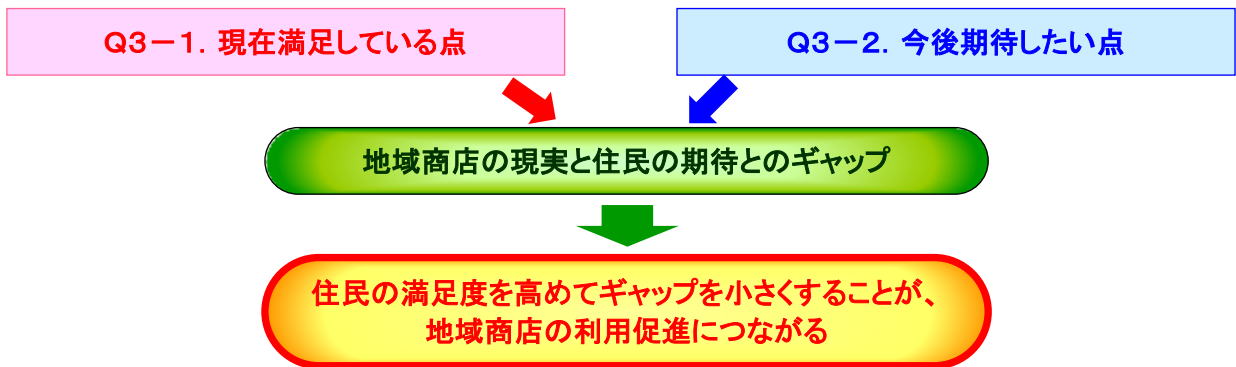 Q3－1．現在満足している点
Q3－2．今後期待したい点
地域商店の現実と住民の期待とのギャップ
住民の満足度を高めてギャップを小さくすることが、
地域商店の利用促進につながる